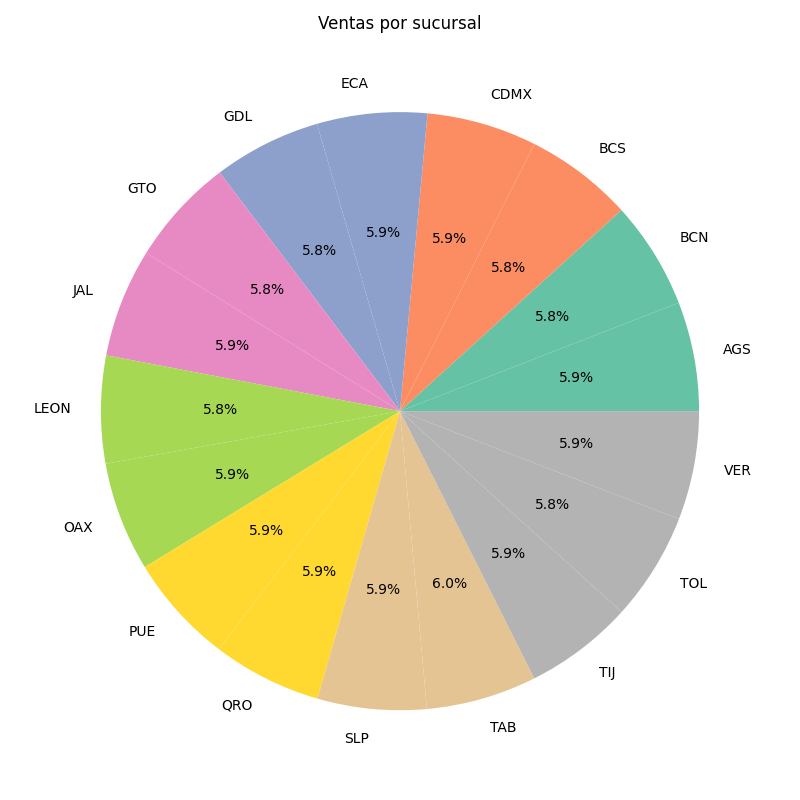 Ventas por sucursal
AGS
5.9%
BCN
5.8%
BCS
5.8%
CDMX
5.9%
ECA
5.9%
GDL
5.8%
GTO
5.8%
JAL
5.9%
LEON
5.8%
OAX
5.9%
PUE
5.9%
QRO
5.9%
SLP
5.9%
TAB
6.0%
TIJ
5.9%
TOL
5.8%
VER
5.9%